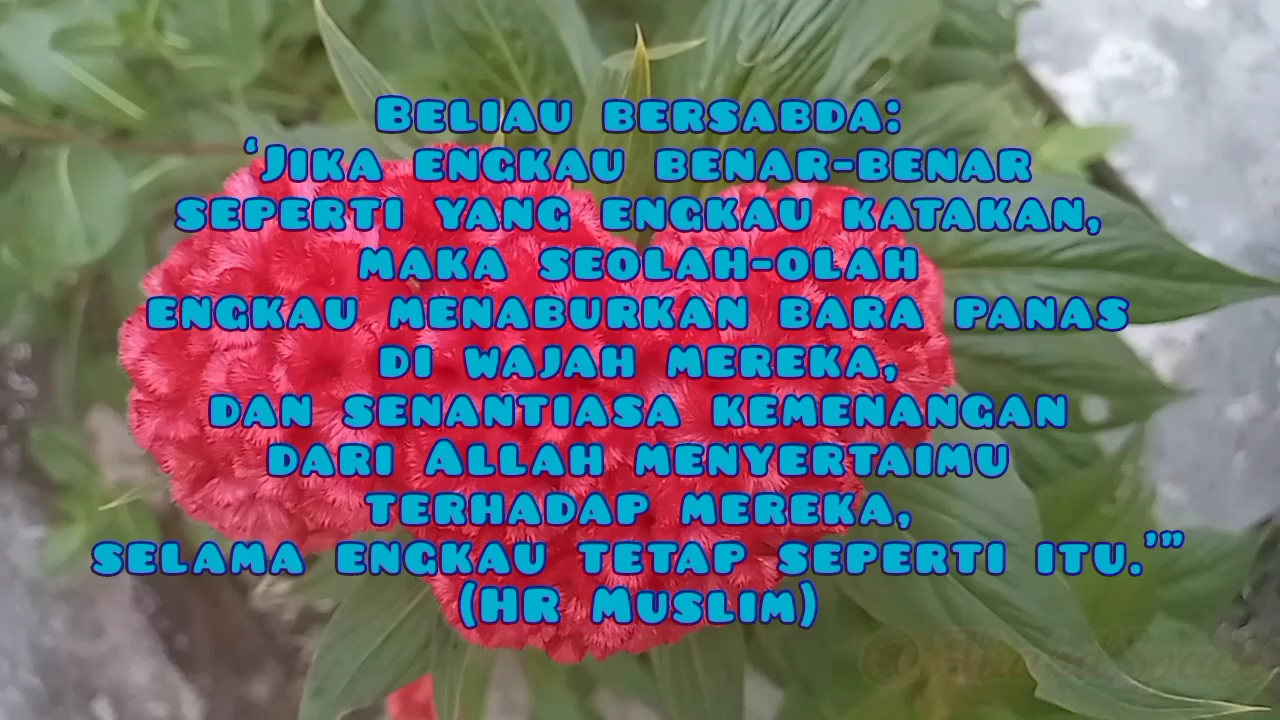 Beliau bersabda:
‘Jika engkau benar-benar
seperti yang engkau katakan,
maka seolah-olah
engkau menaburkan bara panas
di wajah mereka,
dan senantiasa kemenangan
dari Allah menyertaimu
terhadap mereka,
selama engkau tetap seperti itu.’”
(HR Muslim)